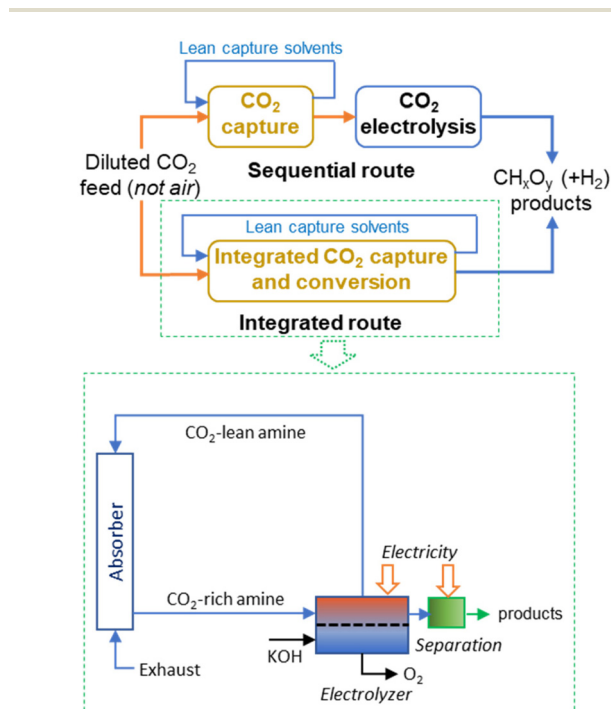 Lean capture solvents
CO₂
capture
CO₂
electrolysis
Diluted CO₂
feed (not air)
Sequential route
CHₓOᵧ (+H₂)
products
Lean capture solvents
Integrated CO₂ capture
and conversion
Integrated route
CO₂-lean amine
Absorber
Electricity
CO₂-rich amine
products
KOH
Separation
Exhaust
O₂
Electrolyzer